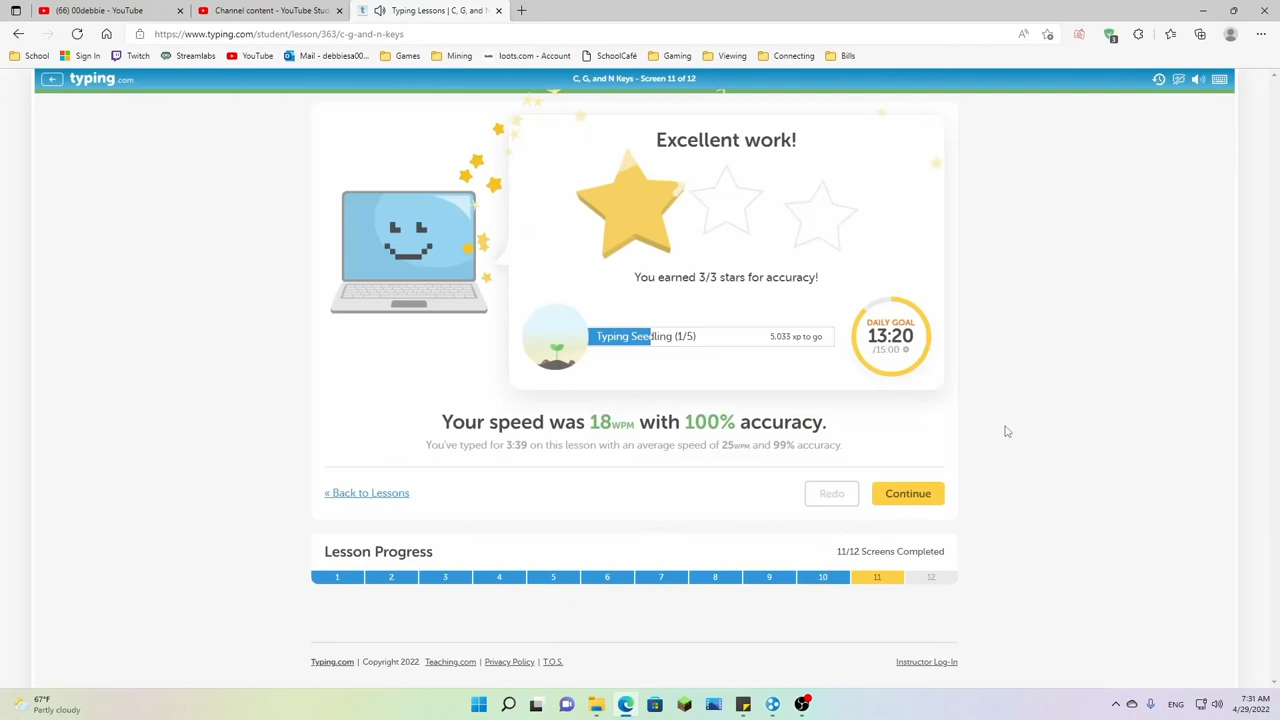 (66) 00debbie - YouTube
Channel content - YouTube Stud
Typing Lessons | C, G, and N
https://www.typing.com/student/lesson/363/c-g-and-n-keys
School
Sign In
Twitch
Streamlabs
YouTube
Mail - debbiesa00...
Games
Mining
loots.com - Account
SchoolCafé
Gaming
Viewing
Connecting
Bills
typing.com
C, G, and N Keys - Screen 11 of 12
Excellent work!
You earned 3/3 stars for accuracy!
Typing Seedling (1/5)
5,033 xp to go
DAILY GOAL
13:20
/15:00
Your speed was 18WPM with 100% accuracy.
You've typed for 3:39 on this lesson with an average speed of 25WPM and 99% accuracy.
« Back to Lessons
Redo
Continue
Lesson Progress
11/12 Screens Completed
1 2 3 4 5 6 7 8 9 10 11 12
Typing.com | Copyright 2022 Teaching.com | Privacy Policy | T.O.S.
Instructor Log-In
67°F
Partly cloudy
ENG
7:31 AM
4/29/2022